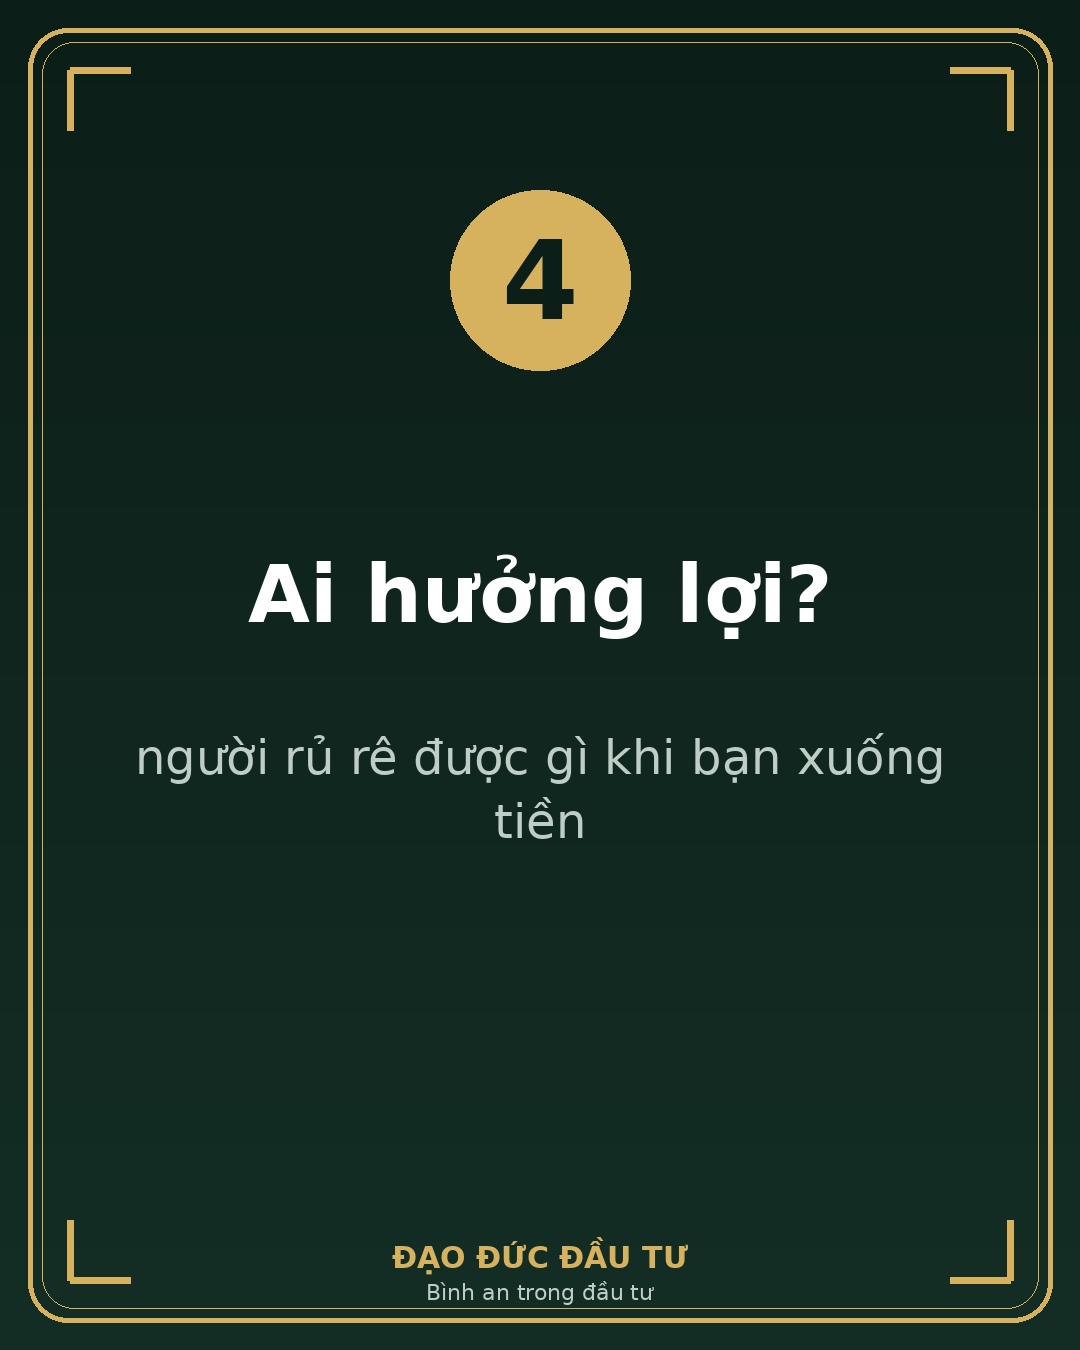 4
Ai hưởng lợi?
người rủ rê được gì khi bạn xuống
tiền
ĐẠO ĐỨC ĐẦU TƯ
Bình an trong đầu tư